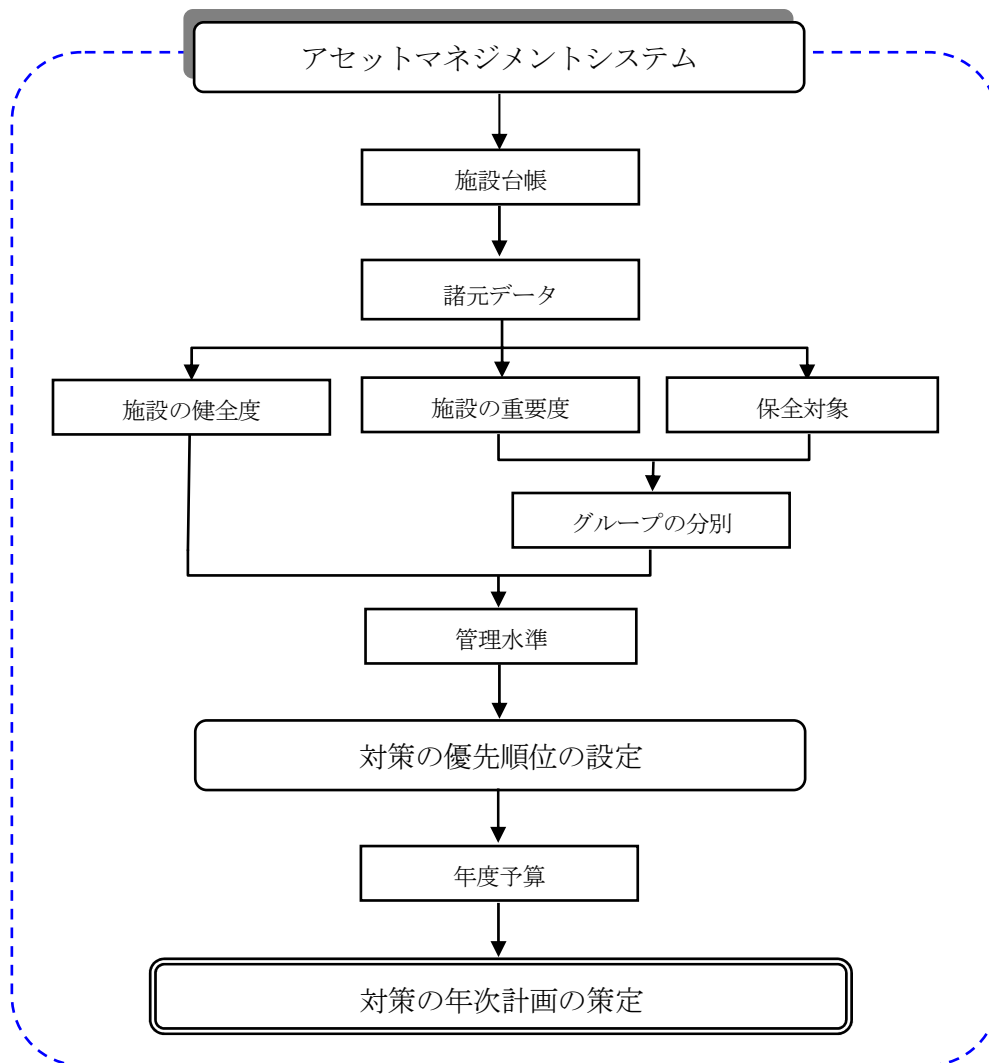 アセットマネジメントシステム
施設台帳
諸元データ
施設の健全度
施設の重要度
保全対象
グループの分別
管理水準
対策の優先順位の設定
年度予算
対策の年次計画の策定